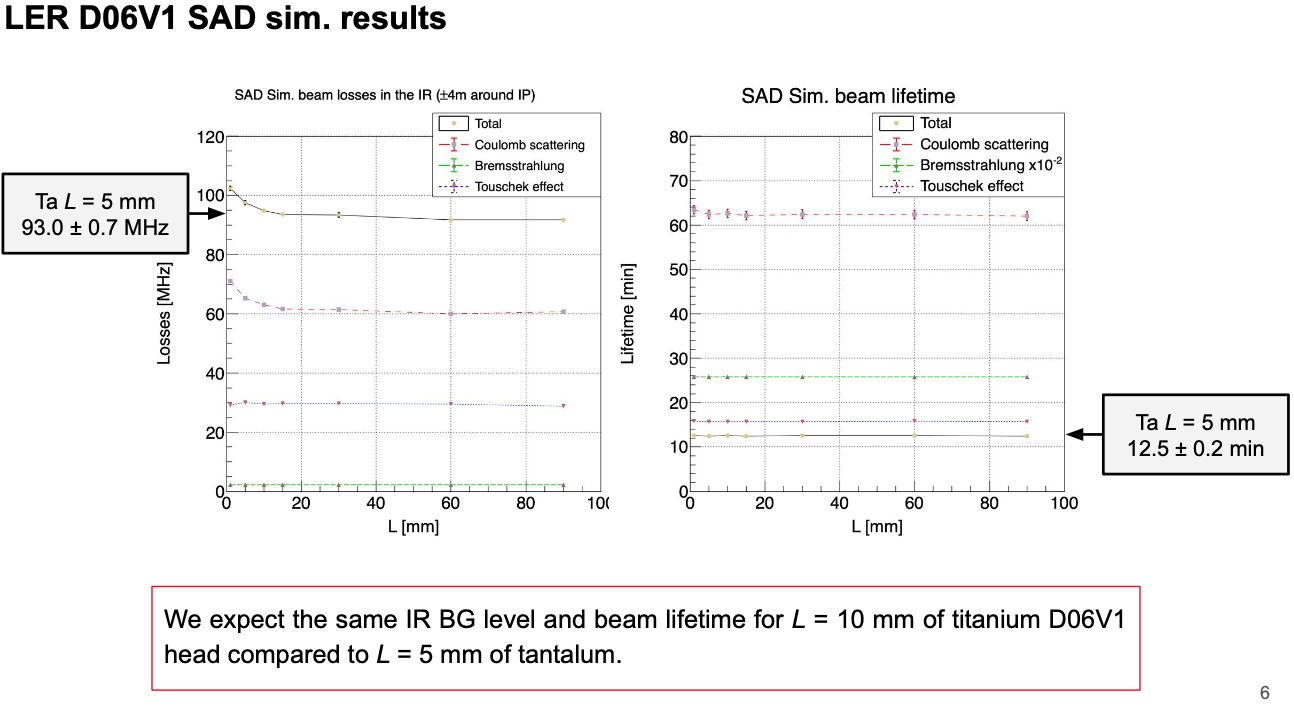 LER D06V1 SAD sim. results
SAD Sim. beam losses in the IR (±4m around IP)
Total
Coulomb scattering
Bremsstrahlung
Touschek effect
120
100
80
60
40
20
0
Losses [MHz]
0 20 40 60 80 100
L [mm]
Ta L = 5 mm
93.0 ± 0.7 MHz
SAD Sim. beam lifetime
Total
Coulomb scattering
Bremsstrahlung x10⁻²
Touschek effect
80
70
60
50
40
30
20
10
0
Lifetime [min]
0 20 40 60 80 100
L [mm]
Ta L = 5 mm
12.5 ± 0.2 min
We expect the same IR BG level and beam lifetime for L = 10 mm of titanium D06V1
head compared to L = 5 mm of tantalum.
6